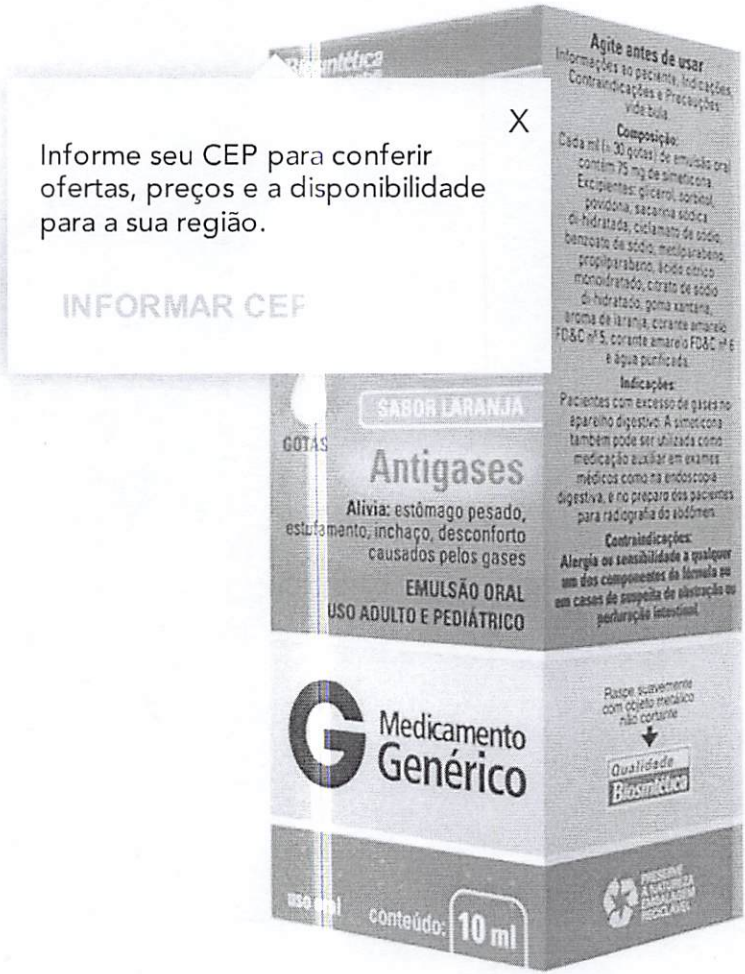 Biosintética
X
Informe seu CEP para conferir
ofertas, preços e a disponibilidade
para a sua região.
INFORMAR CEP
SABOR LARANJA
GOTAS
Antigases
Alivia: estômago pesado,
estufamento, inchaço, desconforto
causados pelos gases
EMULSÃO ORAL
USO ADULTO E PEDIÁTRICO
G Medicamento
Genérico
uso oral conteúdo: 10 ml
Agite antes de usar
Informações ao paciente, Indicações,
Contraindicações e Precauções:
vide bula.
Composição:
Cada ml (= 30 gotas) de emulsão oral
contém 75 mg de simeticona.
Excipientes: glicerol, sorbitol,
povidona, sacarina sódica
di-hidratada, ciclamato de sódio,
benzoato de sódio, metilparabeno,
propilparabeno, ácido cítrico
monoidratado, citrato de sódio
di-hidratado, goma xantana,
aroma de laranja, corante amarelo
FD&C nº 5, corante amarelo FD&C nº 6
e água purificada.
Indicações:
Pacientes com excesso de gases no
aparelho digestivo. A simeticona
também pode ser utilizada como
medicação auxiliar em exames
médicos como na endoscopia
digestiva, e no preparo dos pacientes
para radiografia do abdômen.
Contraindicações:
Alergia ou sensibilidade a qualquer
um dos componentes da fórmula ou
em casos de suspeita de obstrução ou
perfuração intestinal.
Raspe suavemente
com objeto metálico
não cortante
Qualidade
Biosintética
PRESERVE
A NATUREZA
EMBALAGEM
RECICLÁVEL